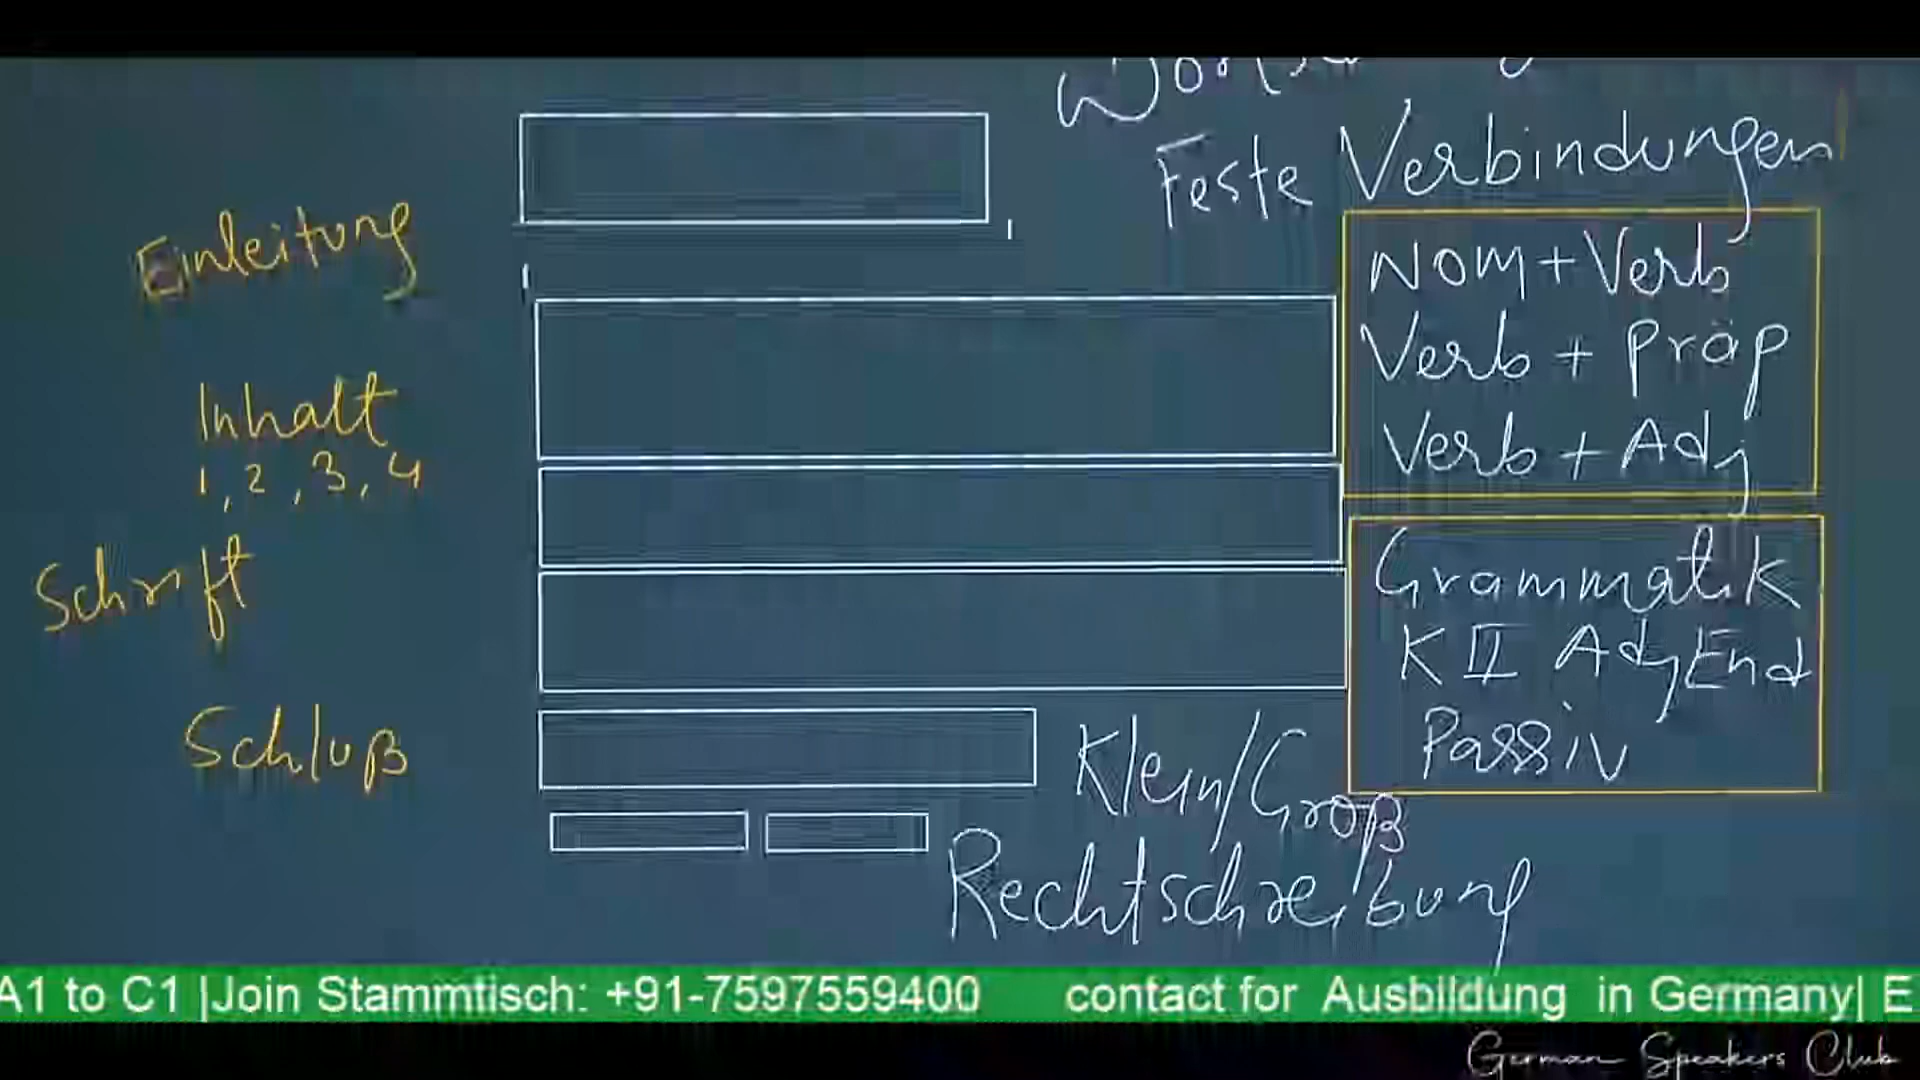 Feste Verbindungen
Einleitung
Nom + Verb
Verb + Präp
Verb + Adj
Inhalt
1, 2, 3, 4
Schrift
Grammatik
K II AdjEnd
Passiv
Schluß
Klein/Groß
Rechtschreibung
A1 to C1 |Join Stammtisch: +91-7597559400 contact for Ausbildung in Germany| E
German Speakers Club